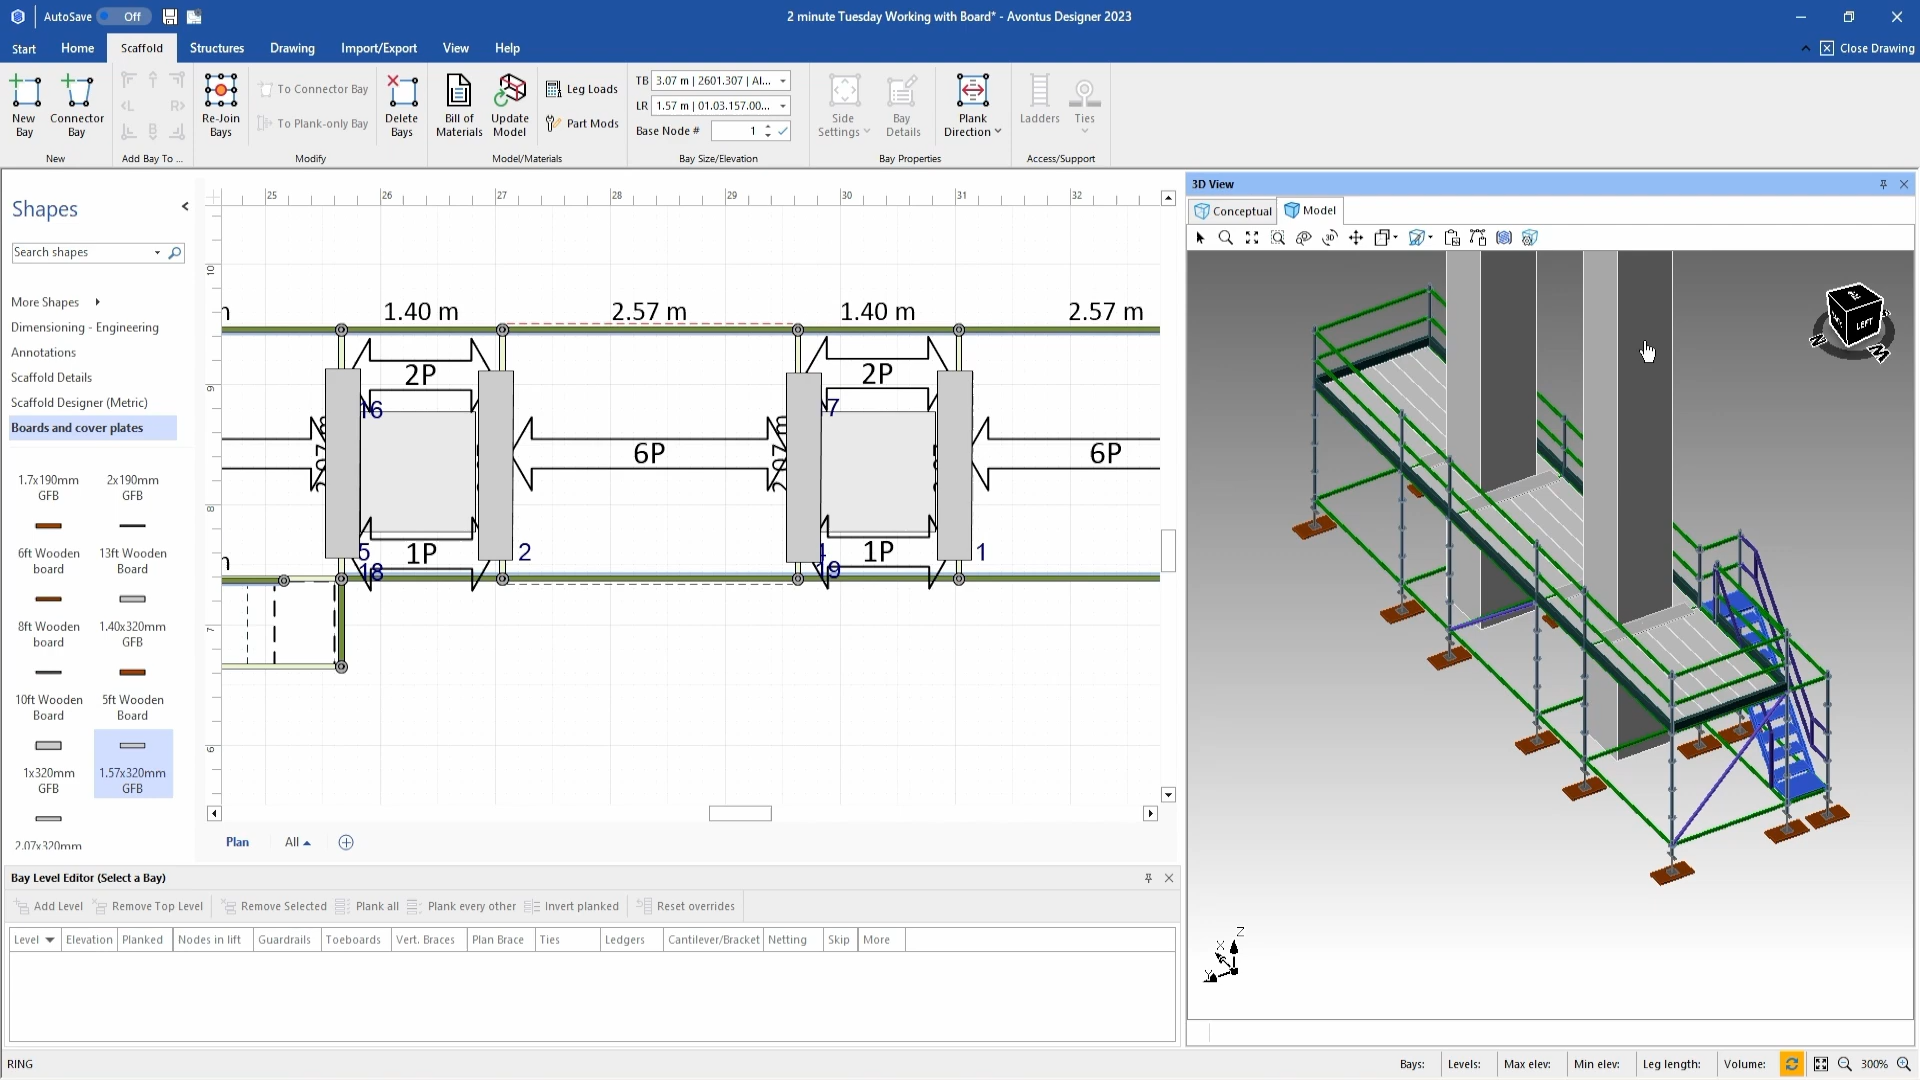 AutoSave Off
2 minute Tuesday Working with Board* - Avontus Designer 2023
Start Home Scaffold Structures Drawing Import/Export View Help
Close Drawing
New Bay
Connector Bay
New
Add Bay To ...
Re-Join Bays
To Connector Bay
To Plank-only Bay
Modify
Delete Bays
Bill of Materials
Update Model
Leg Loads
Part Mods
Model/Materials
TB 3.07 m | 2601.307 | Al...
LR 1.57 m | 01.03.157.00...
Base Node # 1
Bay Size/Elevation
Side Settings
Bay Details
Plank Direction
Bay Properties
Ladders
Ties
Access/Support
Shapes
Search shapes
More Shapes
Dimensioning - Engineering
Annotations
Scaffold Details
Scaffold Designer (Metric)
Boards and cover plates
1.7x190mm GFB
2x190mm GFB
6ft Wooden board
13ft Wooden Board
8ft Wooden board
1.40x320mm GFB
10ft Wooden Board
5ft Wooden Board
1x320mm GFB
1.57x320mm GFB
2.07x320mm
25 26 27 28 29 30 31 32
10
9
8
7
6
1.40 m 2.57 m 1.40 m 2.57 m
2P 2P
16 7
6P 6P
5 2 1
1P 1P
18 9
Plan All
3D View
Conceptual Model
LEFT
N
M
Z
X
Y
Bay Level Editor (Select a Bay)
Add Level Remove Top Level Remove Selected Plank all Plank every other Invert planked Reset overrides
Level Elevation Planked Nodes in lift Guardrails Toeboards Vert. Braces Plan Brace Ties Ledgers Cantilever/Bracket Netting Skip More
RING
Bays: Levels: Max elev: Min elev: Leg length: Volume: 300%